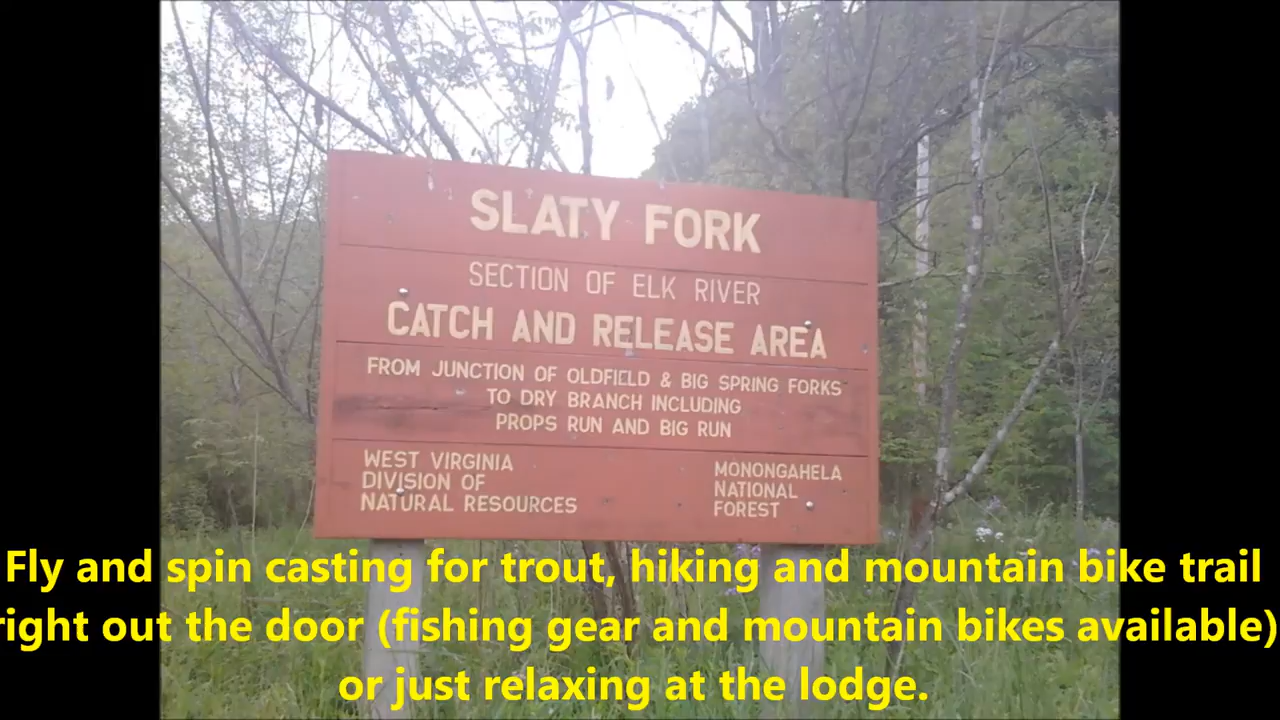 SLATY FORK
SECTION OF ELK RIVER
CATCH AND RELEASE AREA
FROM JUNCTION OF OLDFIELD & BIG SPRING FORKS
TO DRY BRANCH INCLUDING
PROPS RUN AND BIG RUN
WEST VIRGINIA
DIVISION OF
NATURAL RESOURCES
MONONGAHELA
NATIONAL
FOREST
Fly and spin casting for trout, hiking and mountain bike trail
right out the door (fishing gear and mountain bikes available)
or just relaxing at the lodge.